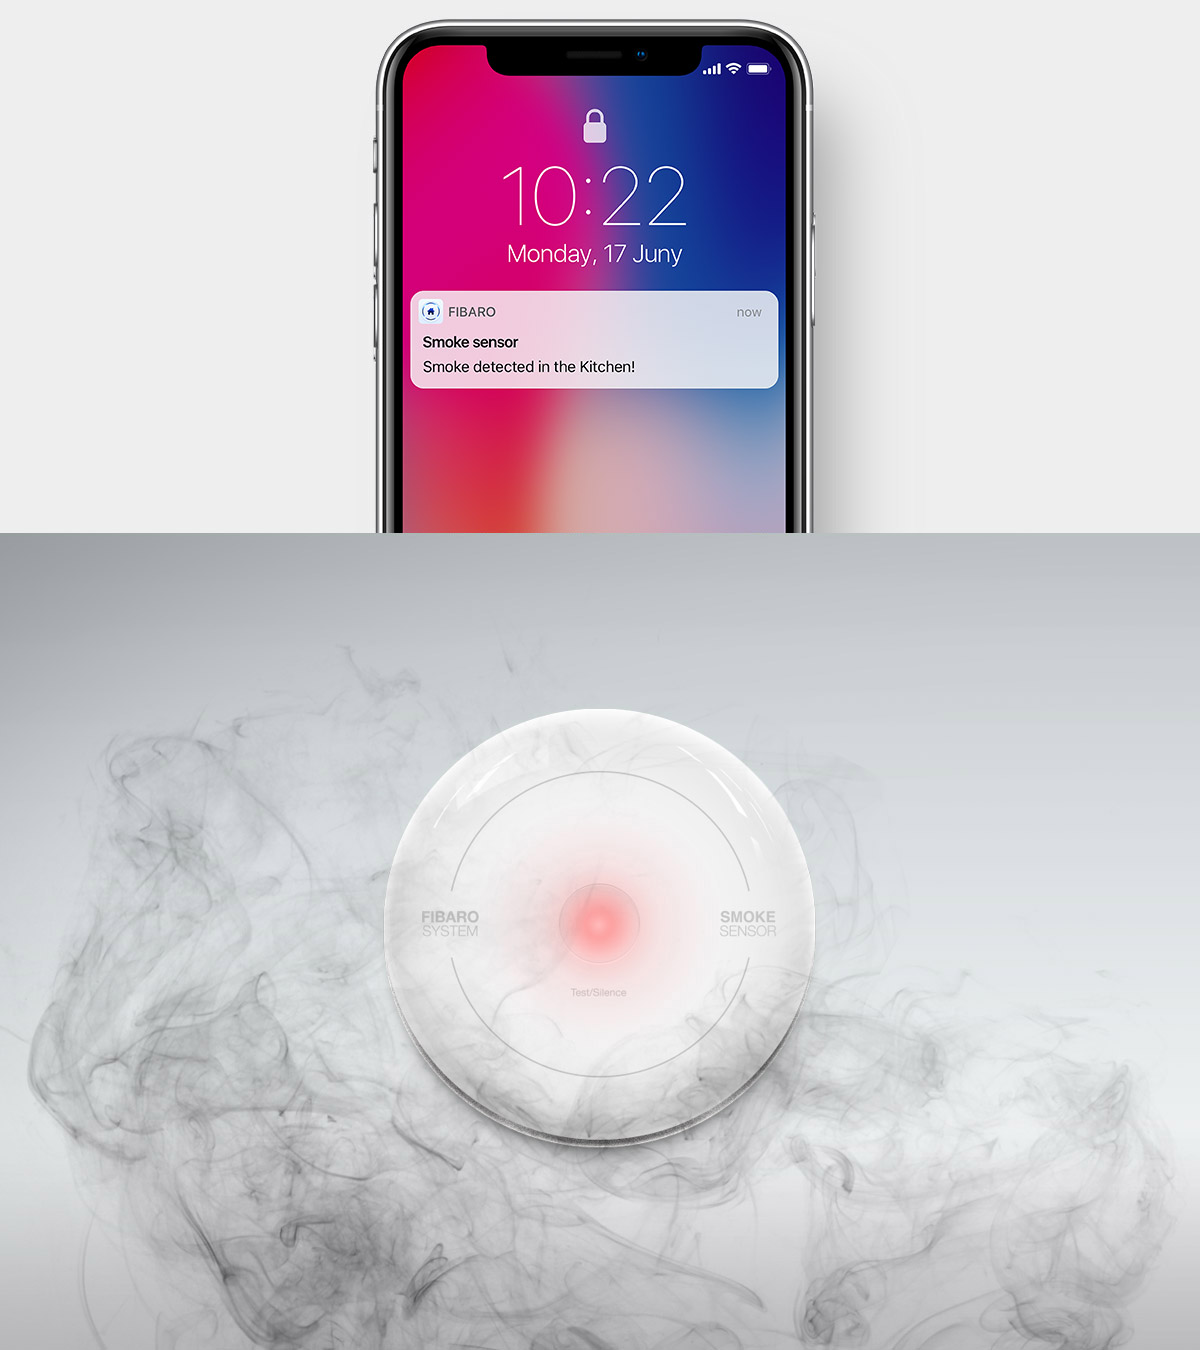 10:22
Monday, 17 Juny
FIBARO
now
Smoke sensor
Smoke detected in the Kitchen!
FIBARO
SYSTEM
SMOKE
SENSOR
Test/Silence